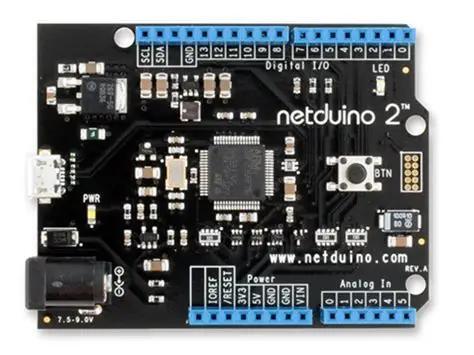 SCL
SDA
GND
13
12
11
10
9
8
7
6
5
4
3
2
1
0
Digital I/O
LED
netduino 2™
BTN
PWR
www.netduino.com
REV.A
Power
IOREF
/RESET
3V3
5V
GND
GND
VIN
Analog In
0
1
2
3
4
5
7.5-9.0V